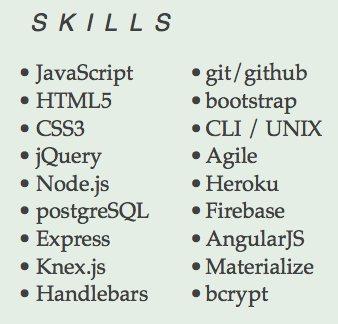 SKILLS
• JavaScript
• HTML5
• CSS3
• jQuery
• Node.js
• postgreSQL
• Express
• Knex.js
• Handlebars
• git/github
• bootstrap
• CLI / UNIX
• Agile
• Heroku
• Firebase
• AngularJS
• Materialize
• bcrypt